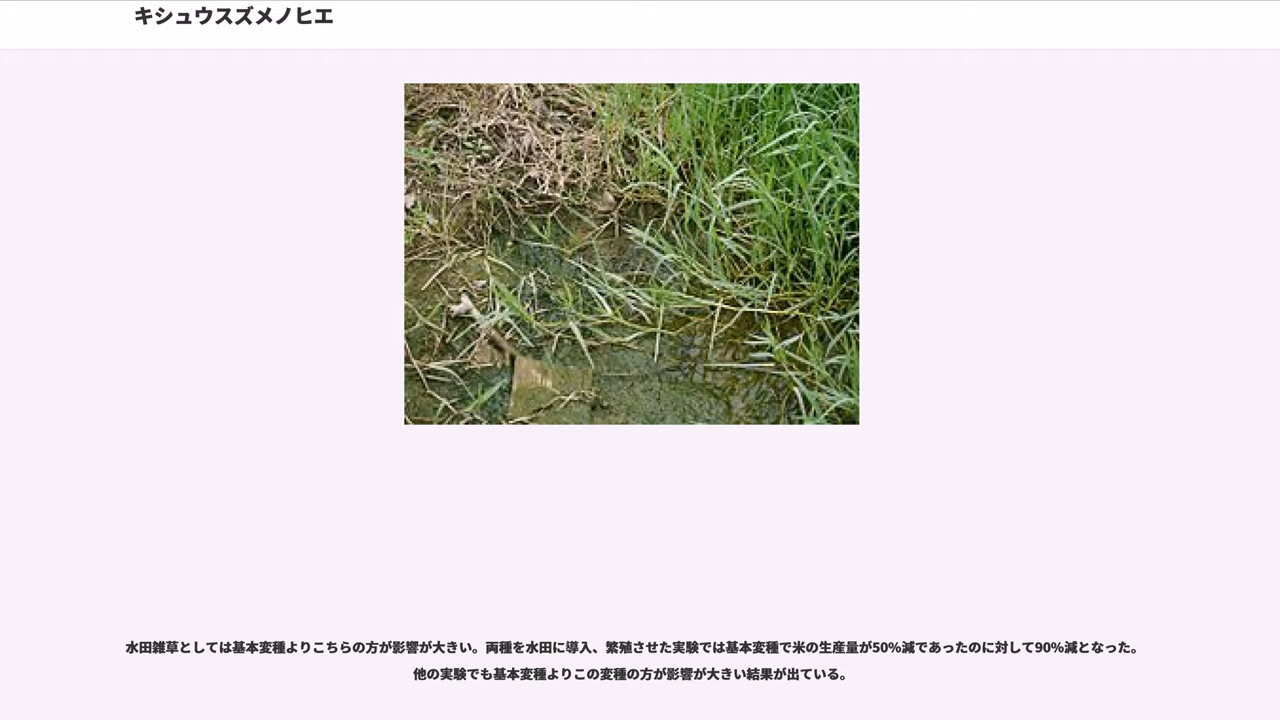 キシュウスズメノヒエ
水田雑草としては基本変種よりこちらの方が影響が大きい。両種を水田に導入、繁殖させた実験では基本変種で米の生産量が50%減であったのに対して90%減となった。
他の実験でも基本変種よりこの変種の方が影響が大きい結果が出ている。